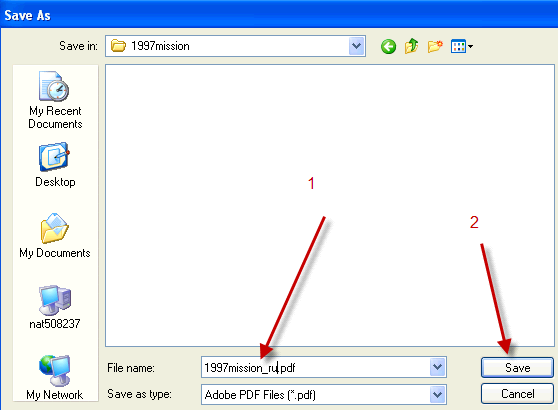 Save As
Save in: 1997mission
My Recent
Documents
Desktop
My Documents
nat508237
My Network
1
2
File name: 1997mission_ru.pdf Save
Save as type: Adobe PDF Files (*.pdf) Cancel